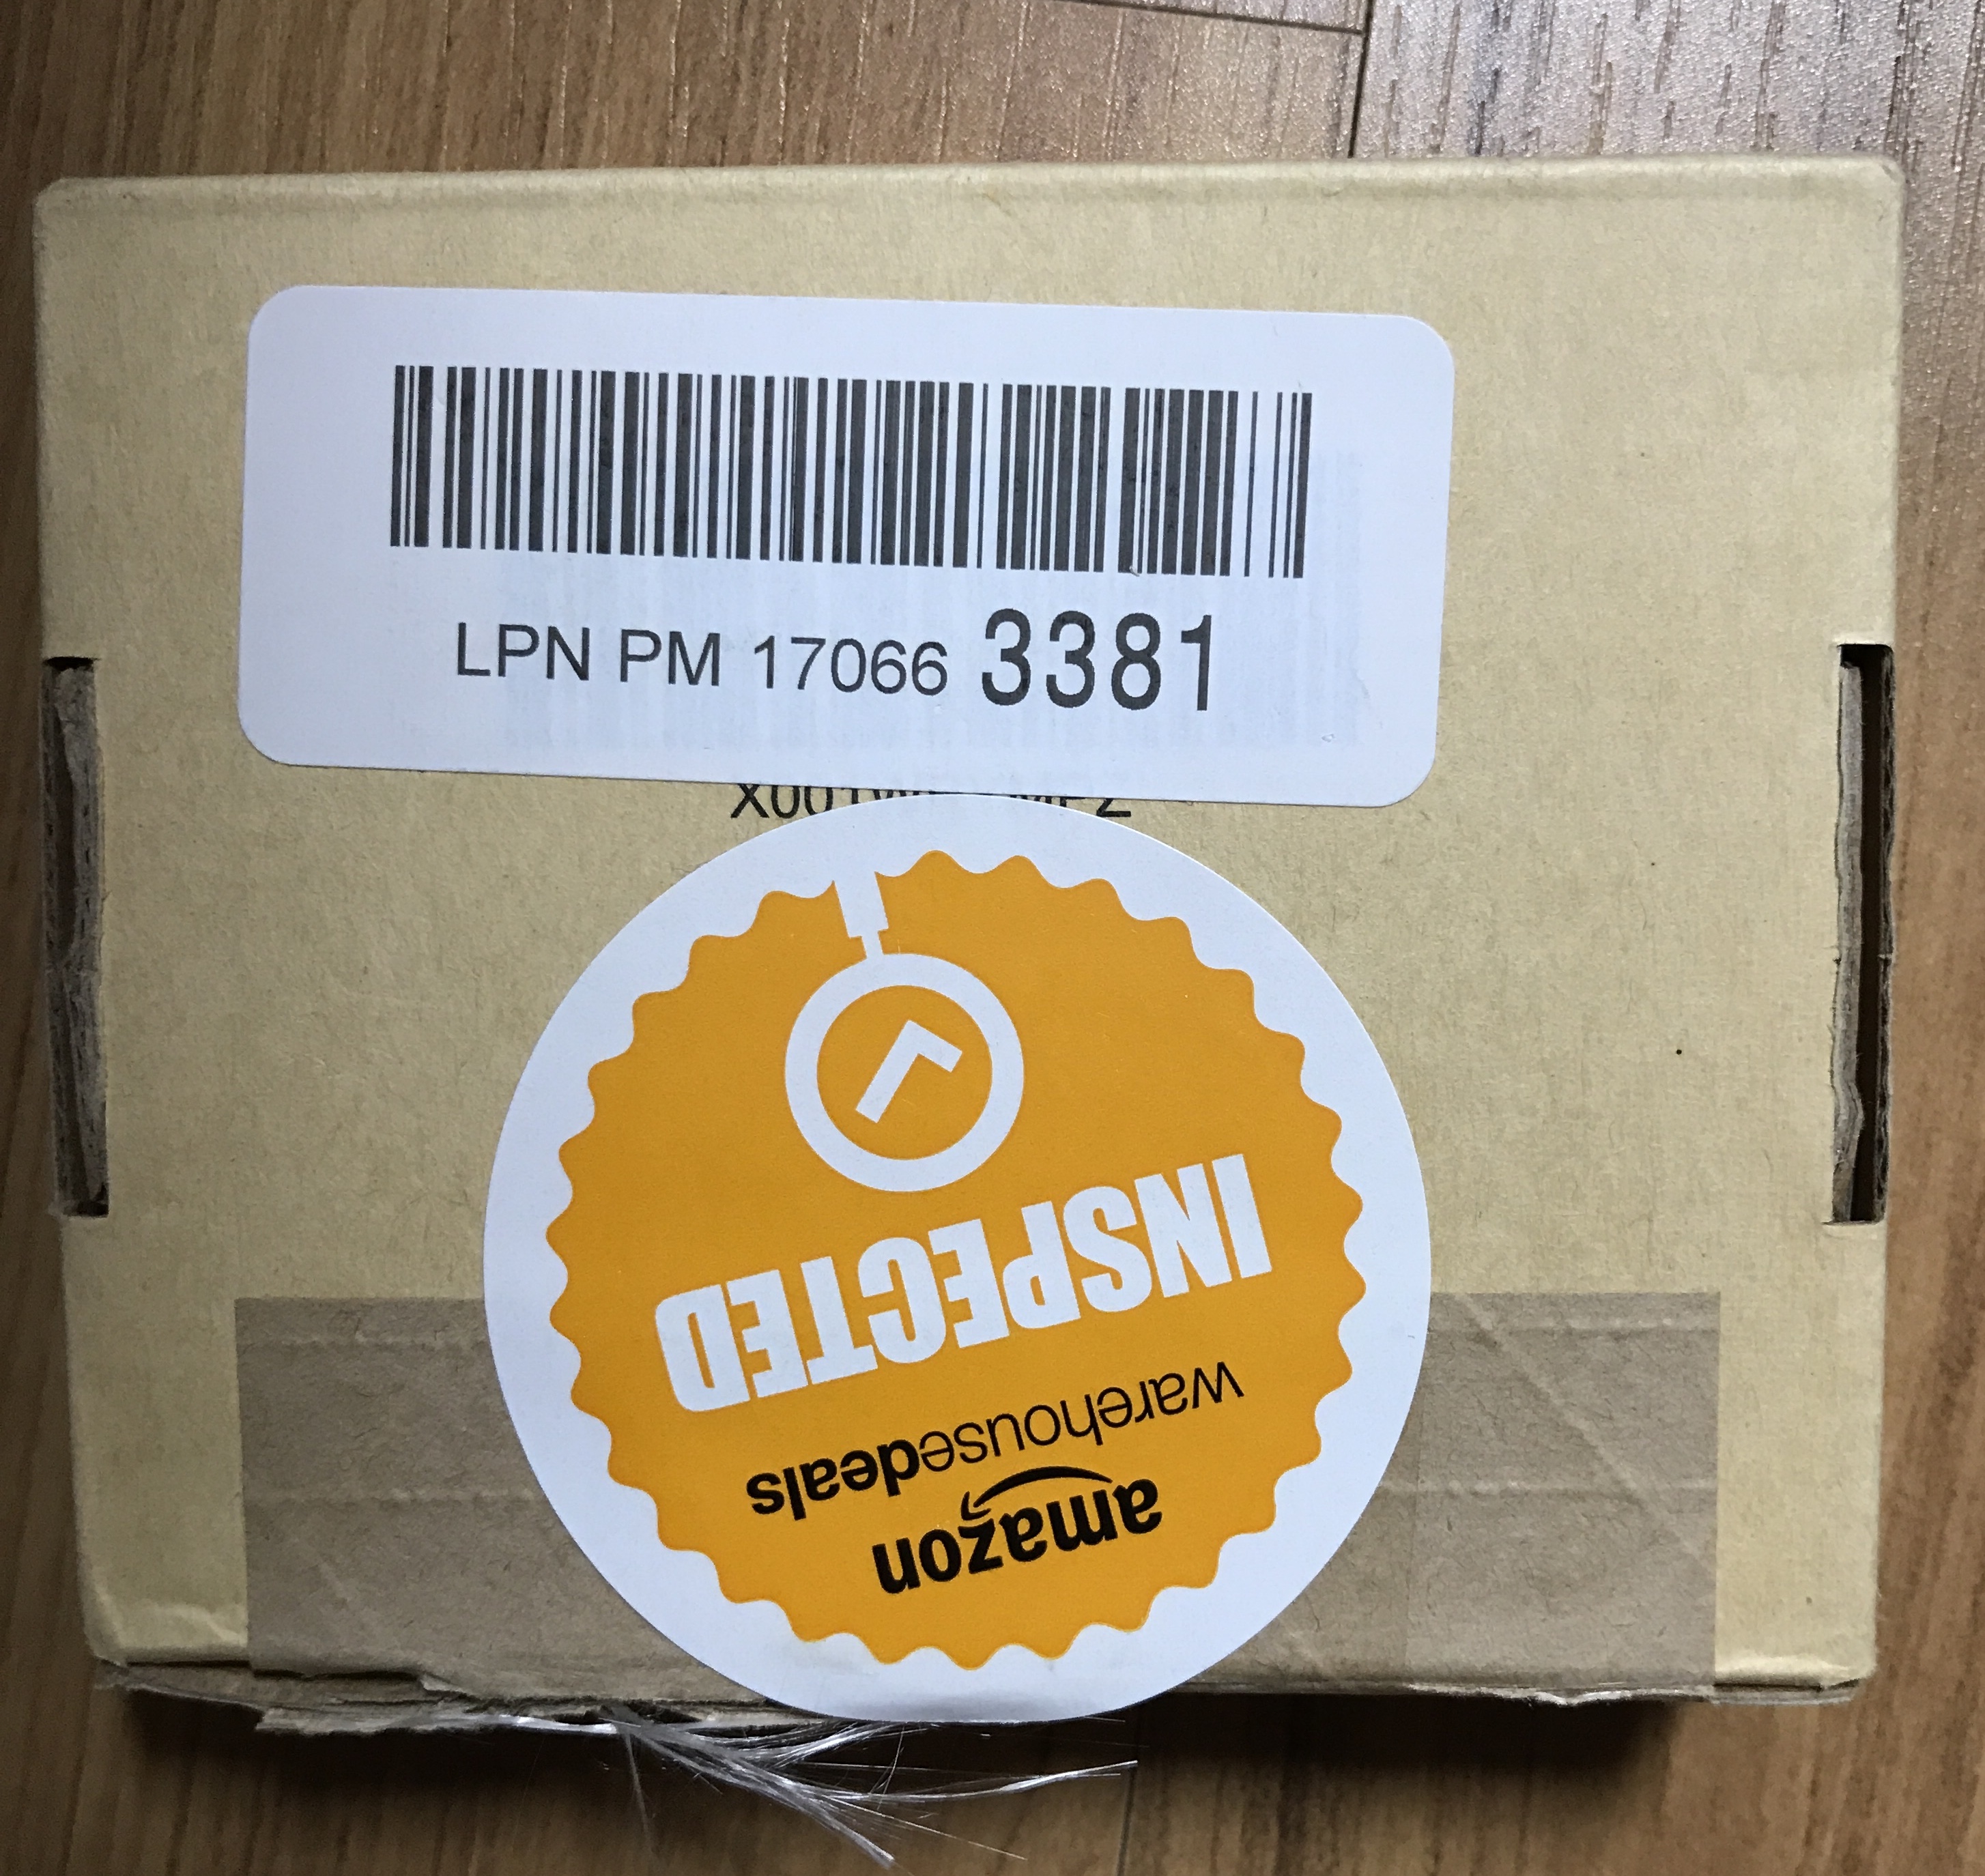 LPN PM 17066 3381
amazon
warehousedeals
INSPECTED